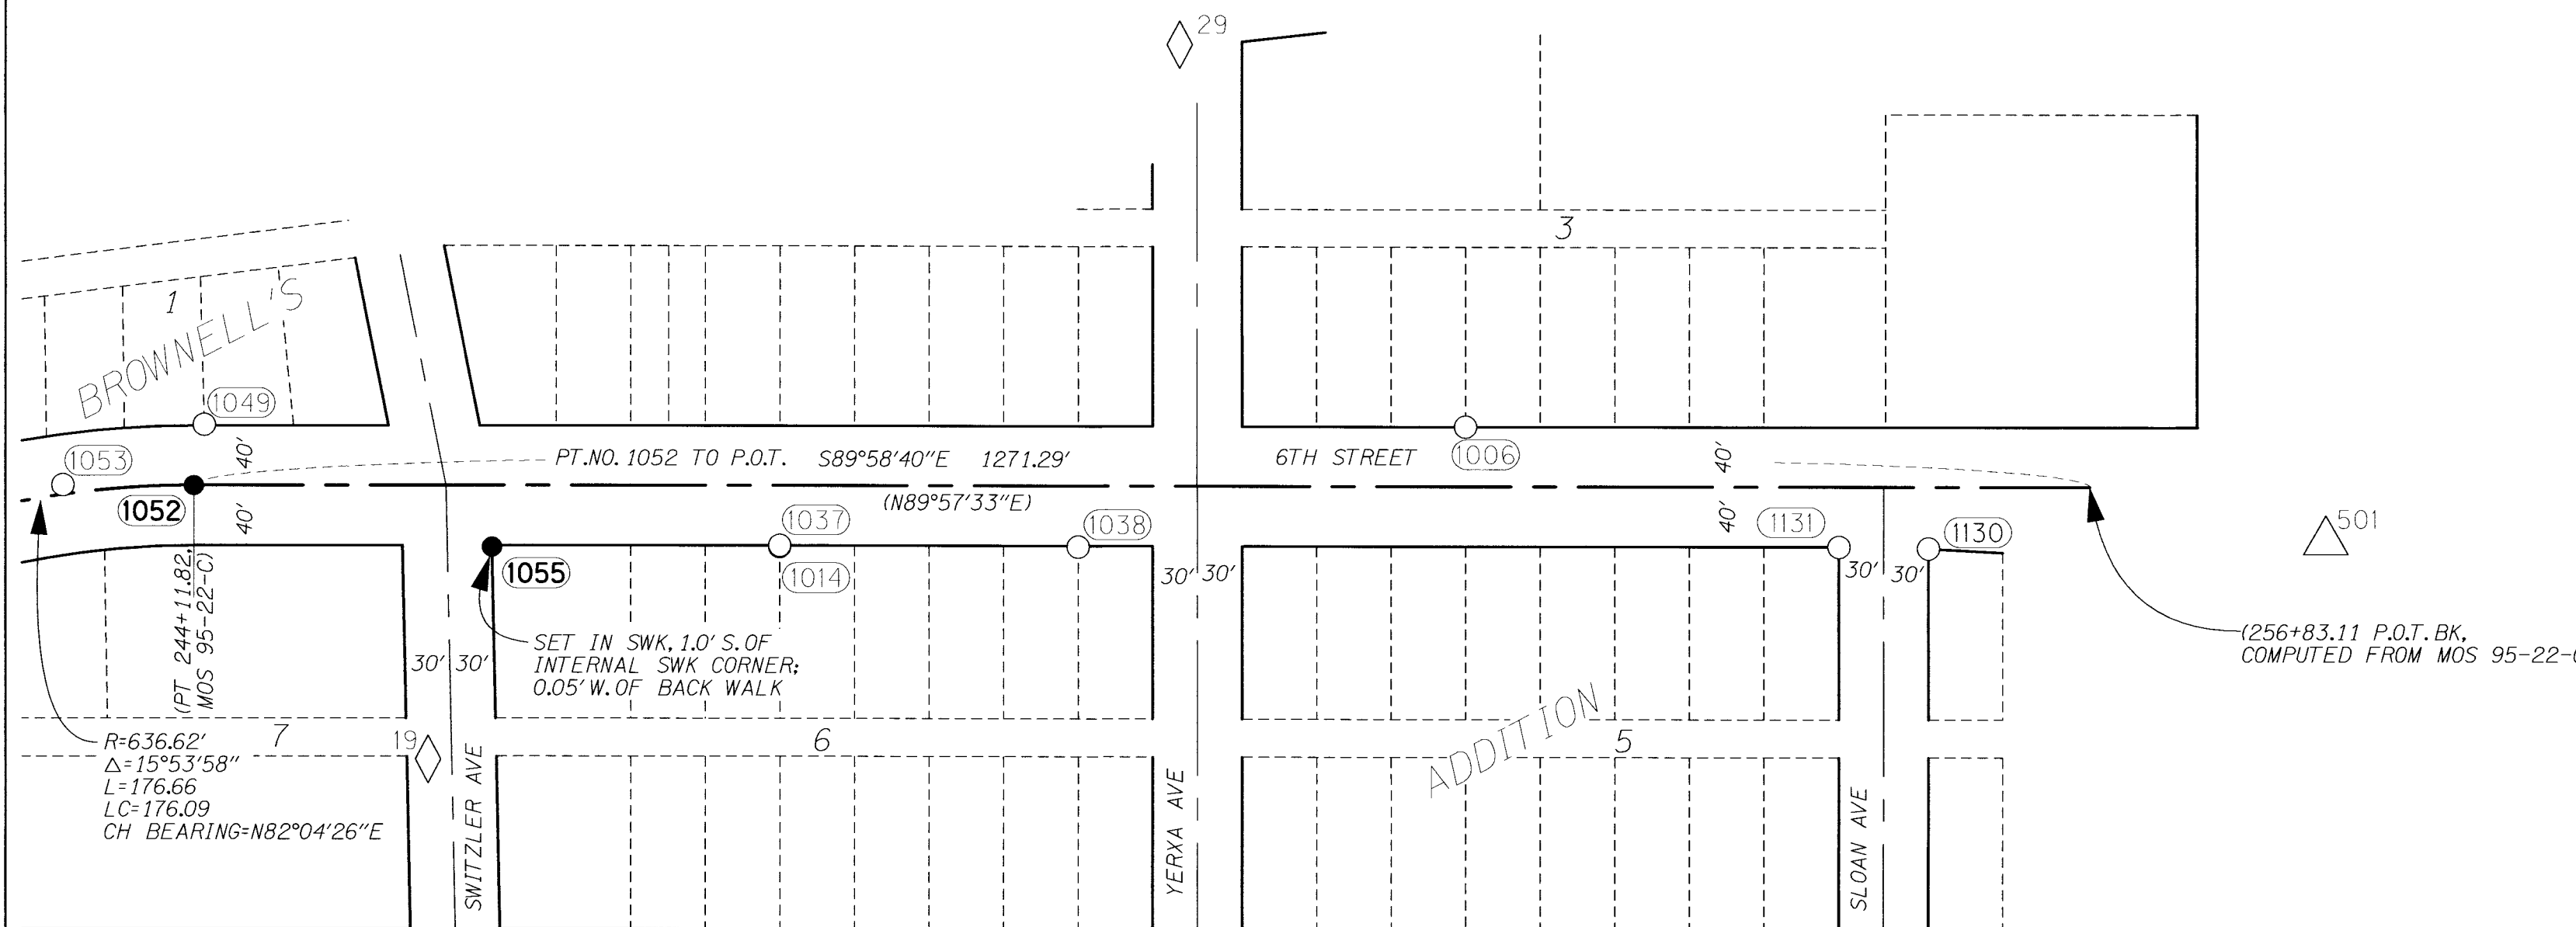 29
3
1
BROWNELL'S
1049
40'
1053
PT.NO. 1052 TO P.O.T. S89°58'40"E 1271.29'
6TH STREET
1006
40'
1052
(N89°57'33"E)
40'
1037
1038
40'
1131
1130
501
1055
1014
30' 30'
30' 30'
(PT 244+11.82,
MOS 95-22-C)
SET IN SWK, 1.0' S. OF
INTERNAL SWK CORNER;
0.05' W. OF BACK WALK
30' 30'
(256+83.11 P.O.T. BK,
COMPUTED FROM MOS 95-22-
R=636.62'
△=15°53'58"
L=176.66
LC=176.09
CH BEARING=N82°04'26"E
7
19
6
5
ADDITION
SWITZLER AVE
YERXA AVE
SLOAN AVE